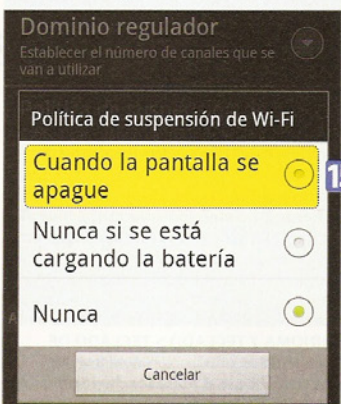 Dominio regulador
Establecer el número de canales que se
van a utilizar
Política de suspensión de Wi-Fi
Cuando la pantalla se
apague
Nunca si se está
cargando la batería
Nunca
Cancelar